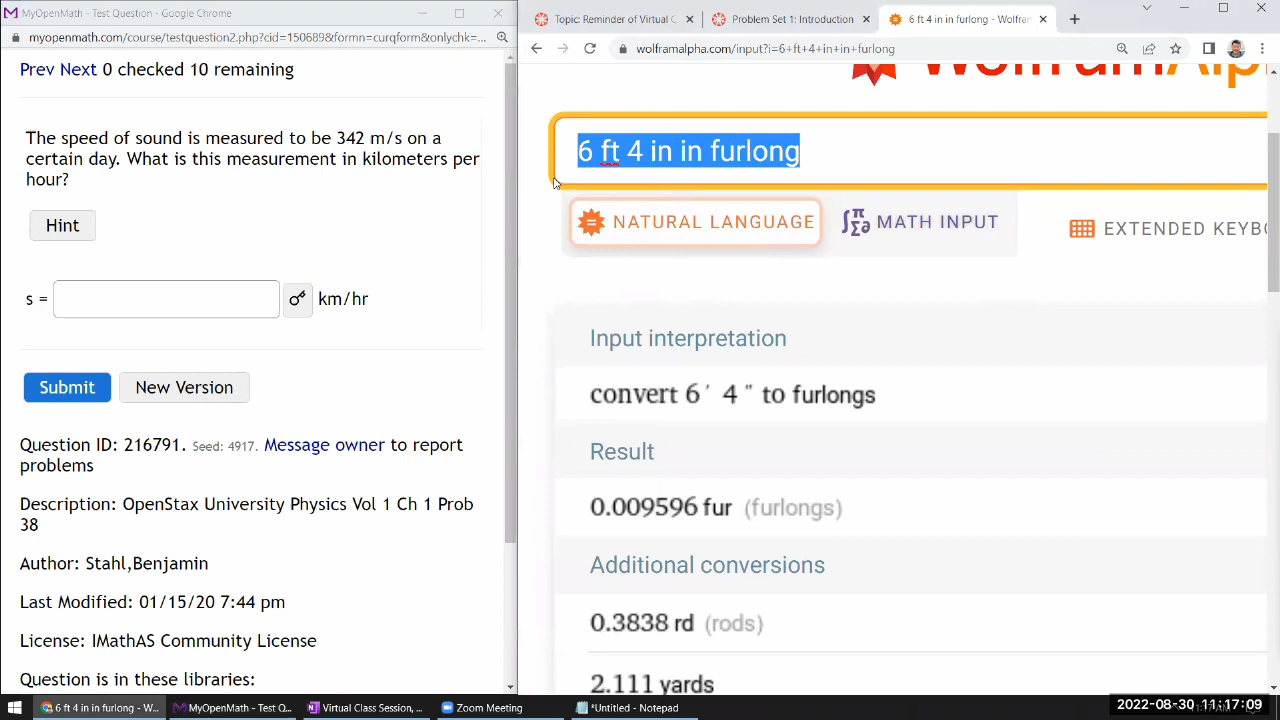 MyOpenMath - Test Question - Google Chrome
myopenmath.com/course/testquestion2.php?cid=150689&formn=curqform&onlychk=...
Prev Next 0 checked 10 remaining
The speed of sound is measured to be 342 m/s on a
certain day. What is this measurement in kilometers per
hour?
Hint
s =
km/hr
Submit
New Version
Question ID: 216791. Seed: 4917. Message owner to report
problems
Description: OpenStax University Physics Vol 1 Ch 1 Prob
38
Author: Stahl,Benjamin
Last Modified: 01/15/20 7:44 pm
License: IMathAS Community License
Question is in these libraries:
Topic: Reminder of Virtual C
Problem Set 1: Introduction
6 ft 4 in in furlong - Wolfram
wolframalpha.com/input?i=6+ft+4+in+in+furlong
6 ft 4 in in furlong
NATURAL LANGUAGE
∫π Σ∂ MATH INPUT
EXTENDED KEYBO
Input interpretation
convert 6′ 4″ to furlongs
Result
0.009596 fur (furlongs)
Additional conversions
0.3838 rd (rods)
2.111 yards
6 ft 4 in in furlong - W...
MyOpenMath - Test Q...
Virtual Class Session, ...
Zoom Meeting
*Untitled - Notepad
2022-08-30 11:17:09